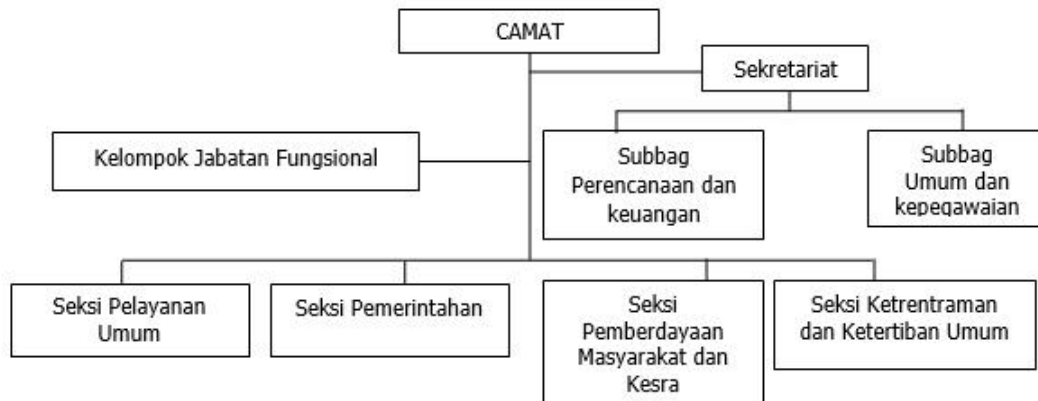 CAMAT
Sekretariat
Kelompok Jabatan Fungsional
Subbag
Perencanaan dan
keuangan
Subbag
Umum dan
kepegawaian
Seksi Pelayanan
Umum
Seksi Pemerintahan
Seksi
Pemberdayaan
Masyarakat dan
Kesra
Seksi Ketrentraman
dan Ketertiban Umum